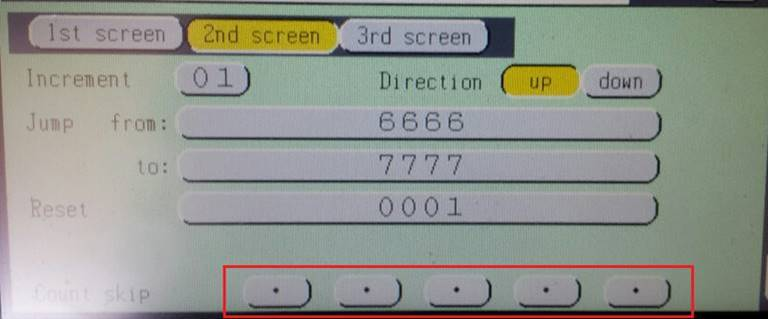 1st screen 2nd screen 3rd screen
Increment 01 Direction up down
Jump from: 6666
to: 7777
Reset 0001
Count skip · · · · ·